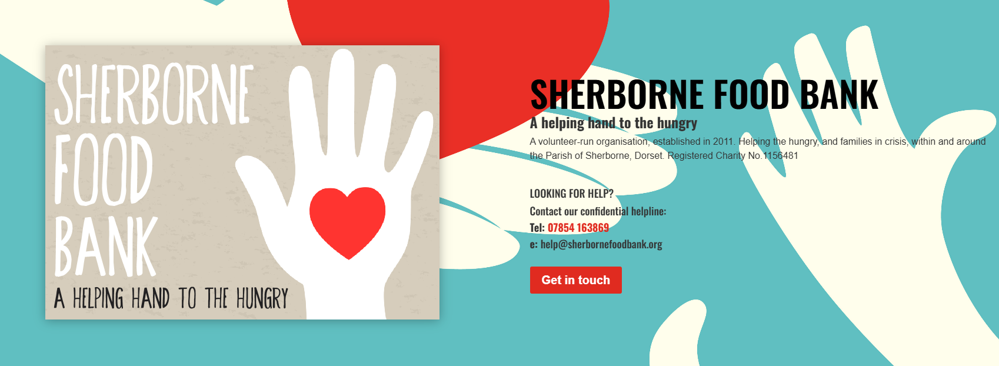 SHERBORNE
FOOD
BANK
A HELPING HAND TO THE HUNGRY
SHERBORNE FOOD BANK
A helping hand to the hungry
A volunteer-run organisation, established in 2011. Helping the hungry, and families in crisis, within and around
the Parish of Sherborne, Dorset. Registered Charity No.1156481
LOOKING FOR HELP?
Contact our confidential helpline:
Tel: 07854 163869
e: help@sherbornefoodbank.org
Get in touch